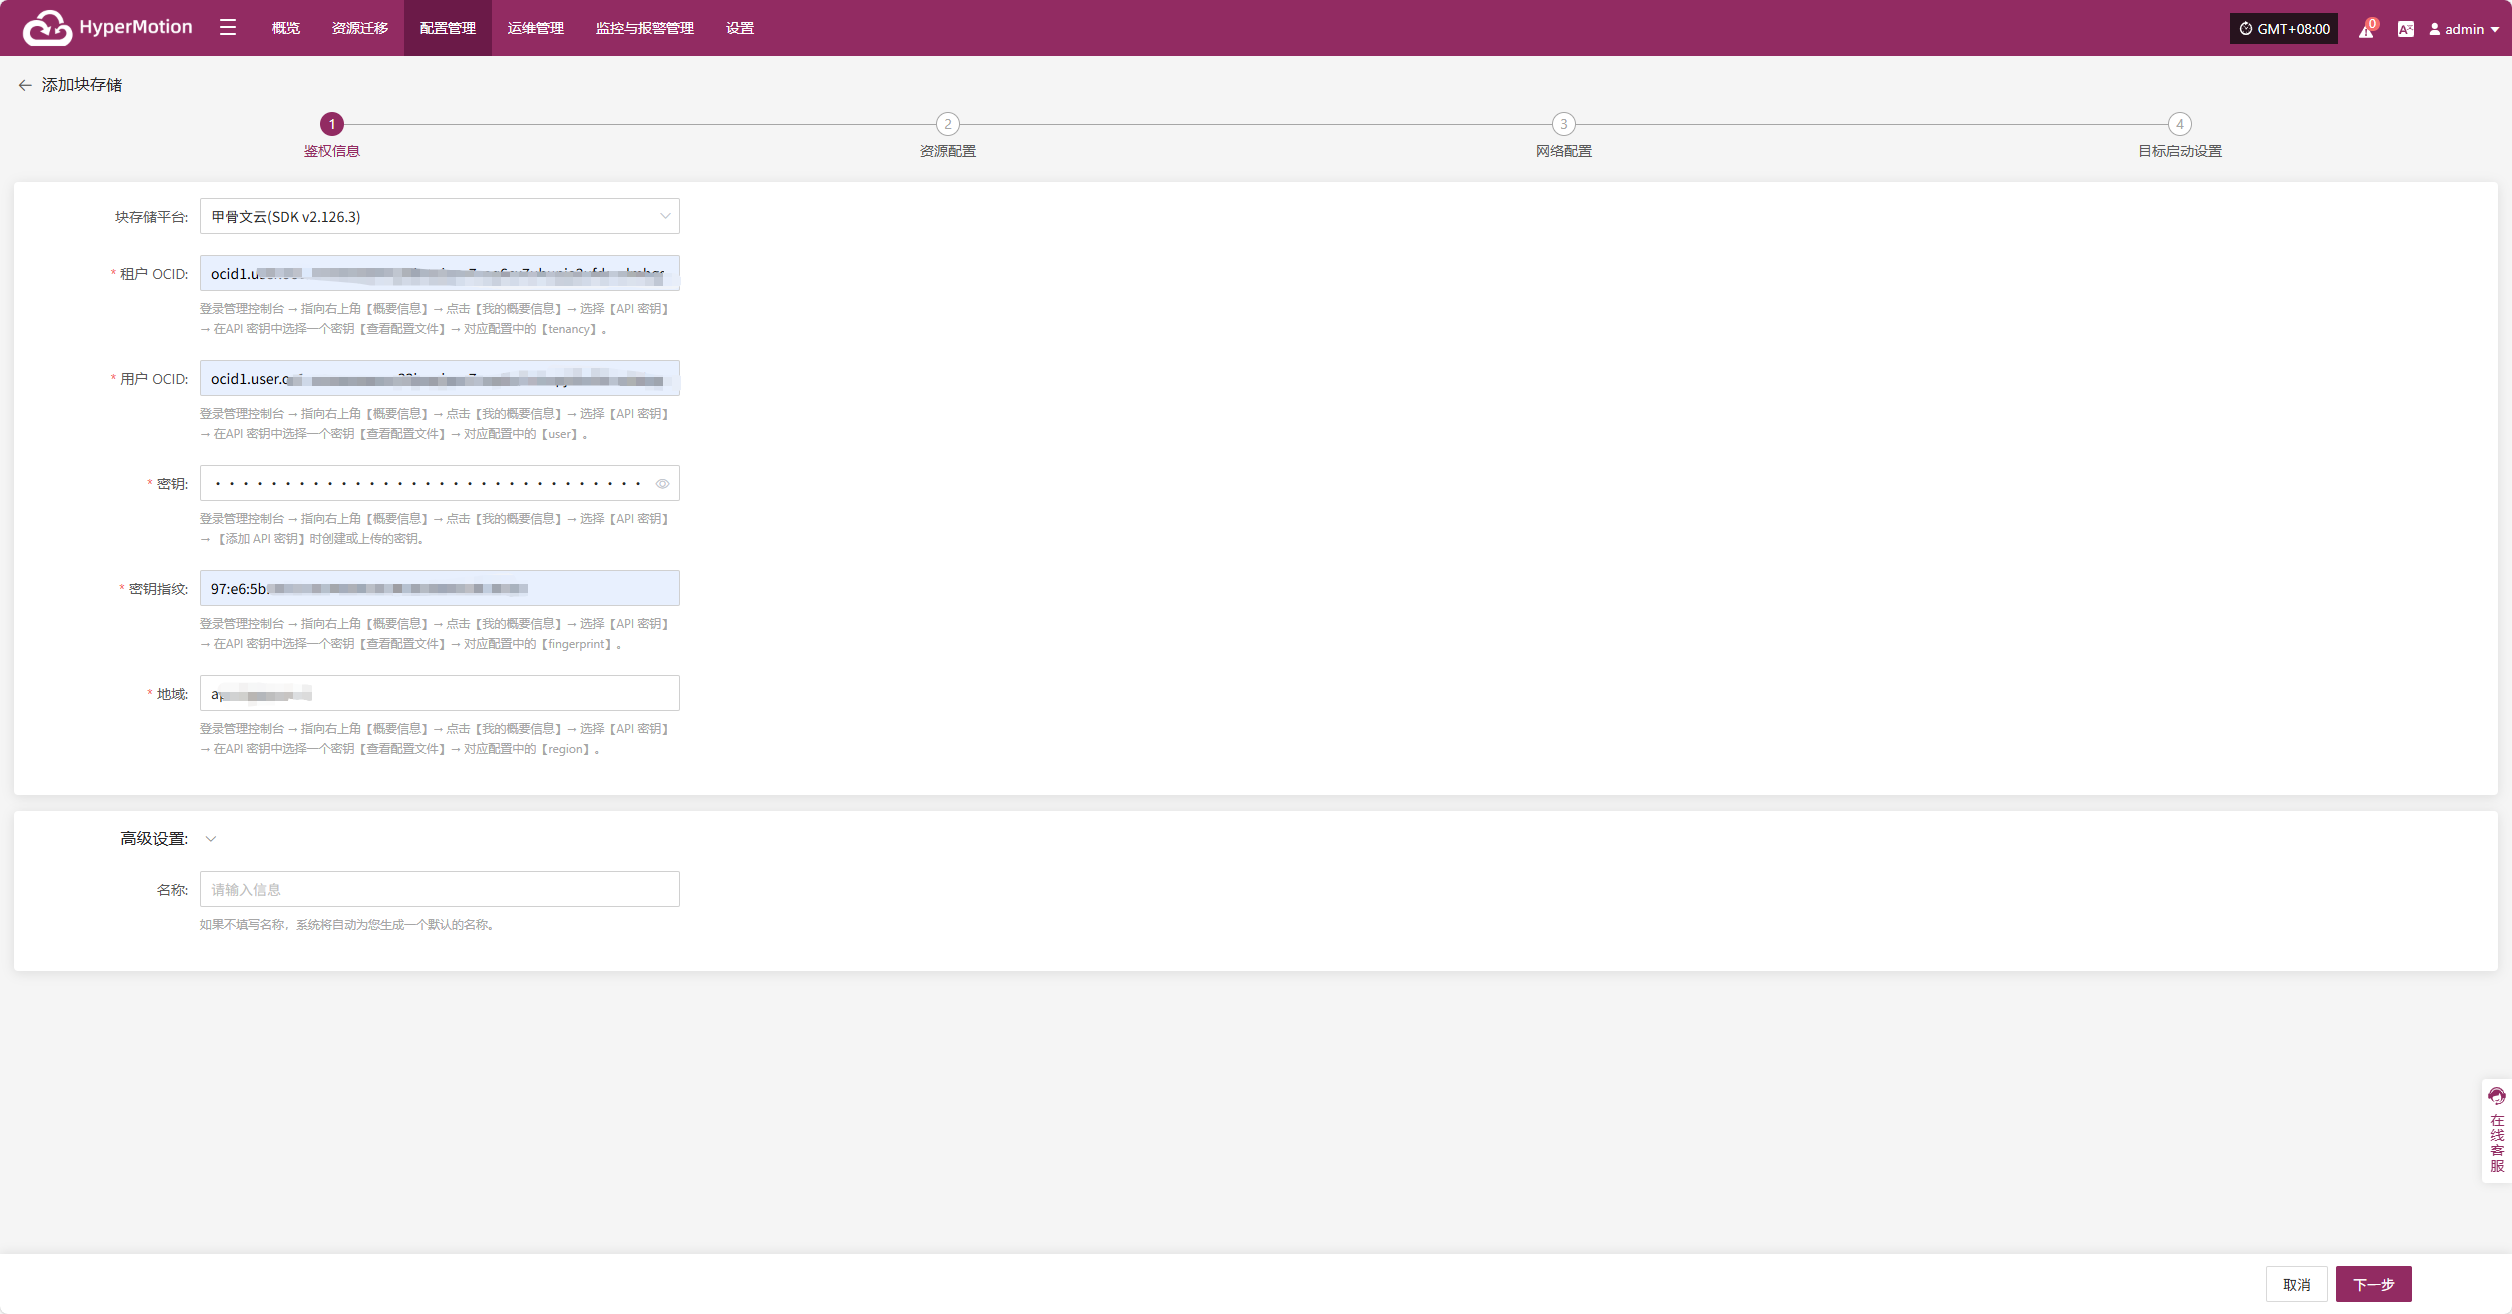 HyperMotion
概览
资源迁移
配置管理
运维管理
监控与报警管理
设置
GMT+08:00
0
admin
添加块存储
1
鉴权信息
2
资源配置
3
网络配置
4
目标启动设置
块存储平台: 甲骨文云(SDK v2.126.3)
* 租户 OCID: ocid1.
登录管理控制台 → 指向右上角【概要信息】→ 点击【我的概要信息】→ 选择【API 密钥】
→ 在API 密钥中选择一个密钥【查看配置文件】→ 对应配置中的【tenancy】。
* 用户 OCID: ocid1.user.
登录管理控制台 → 指向右上角【概要信息】→ 点击【我的概要信息】→ 选择【API 密钥】
→ 在API 密钥中选择一个密钥【查看配置文件】→ 对应配置中的【user】。
* 密钥:
登录管理控制台 → 指向右上角【概要信息】→ 点击【我的概要信息】→ 选择【API 密钥】
→ 【添加 API 密钥】时创建或上传的密钥。
* 密钥指纹: 97:e6:5b
登录管理控制台 → 指向右上角【概要信息】→ 点击【我的概要信息】→ 选择【API 密钥】
→ 在API 密钥中选择一个密钥【查看配置文件】→ 对应配置中的【fingerprint】。
* 地域:
登录管理控制台 → 指向右上角【概要信息】→ 点击【我的概要信息】→ 选择【API 密钥】
→ 在API 密钥中选择一个密钥【查看配置文件】→ 对应配置中的【region】。
高级设置:
名称: 请输入信息
如果不填写名称，系统将自动为您生成一个默认的名称。
在线客服
取消
下一步